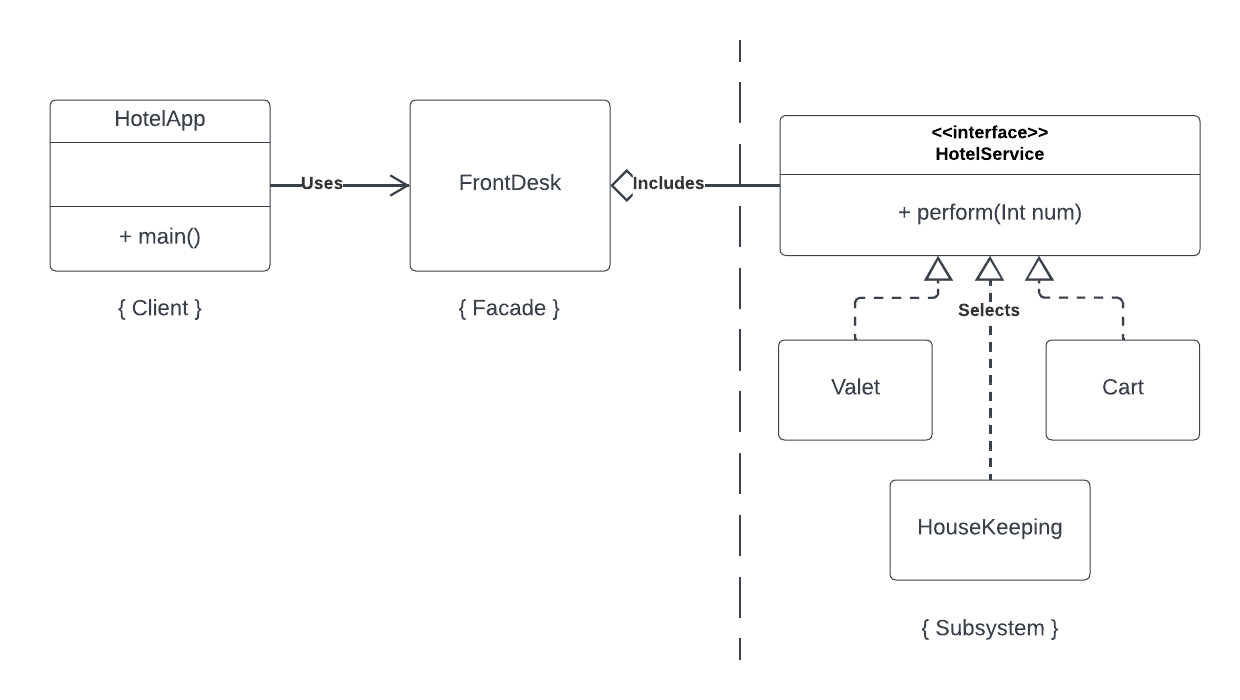 HotelApp
+ main()
{ Client }
Uses
FrontDesk
{ Facade }
Includes
<<interface>>
HotelService
+ perform(Int num)
Selects
Valet
Cart
HouseKeeping
{ Subsystem }